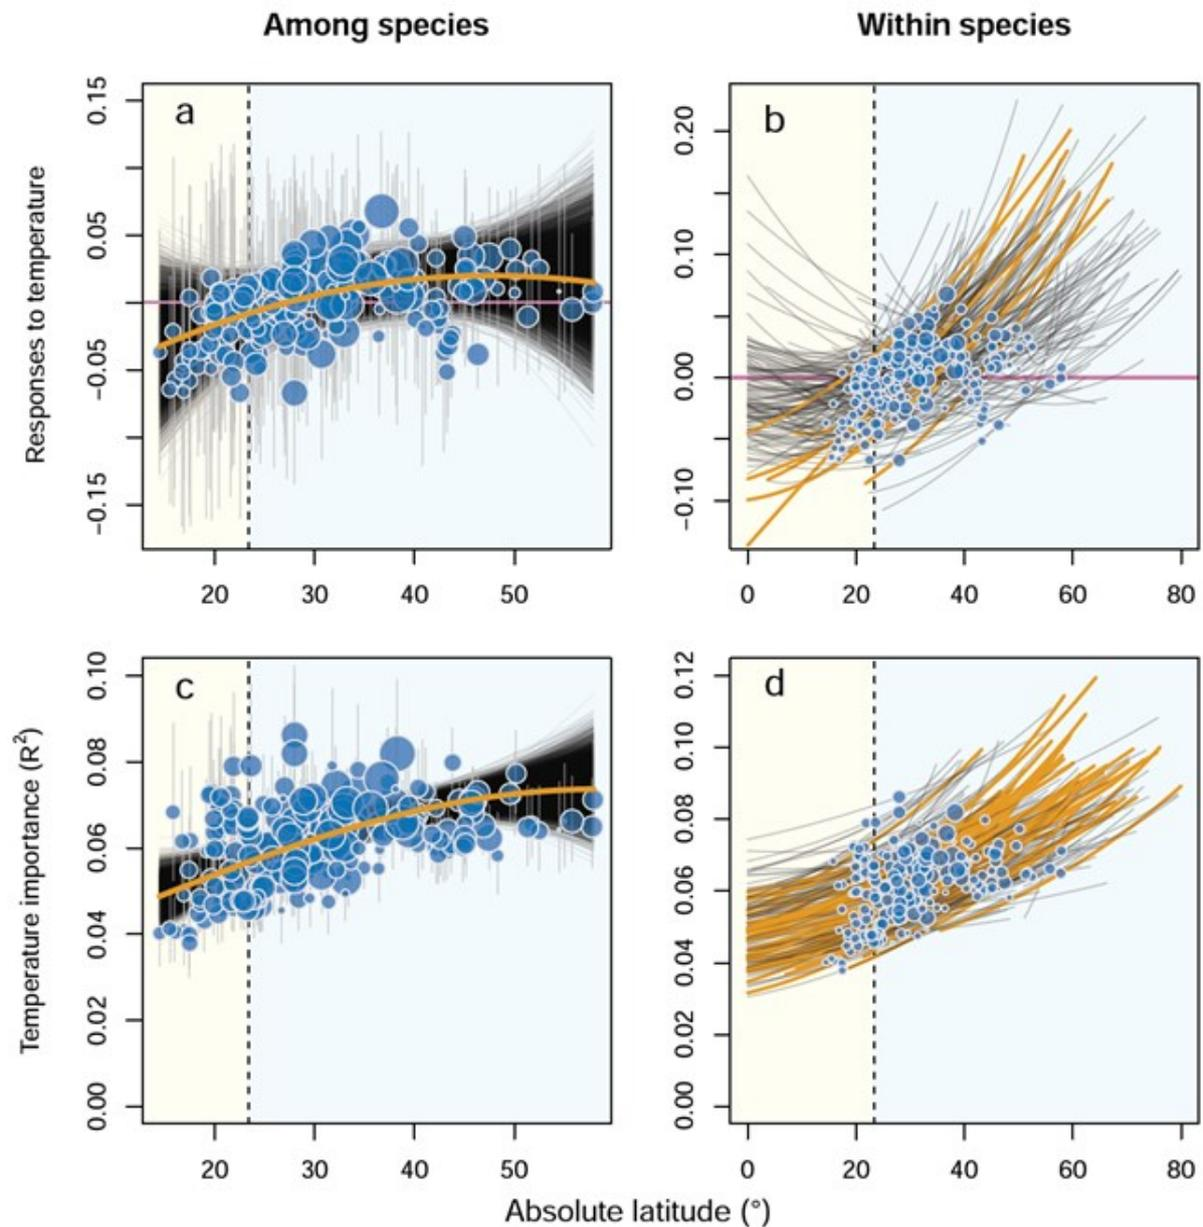 Among species
Within species
Responses to temperature
a
0.15
0.05
−0.05
−0.15
20 30 40 50
b
0.20
0.10
0.00
−0.10
0 20 40 60 80
Temperature importance (R²)
c
0.10
0.08
0.06
0.04
0.02
0.00
20 30 40 50
d
0.12
0.10
0.08
0.06
0.04
0.02
0.00
0 20 40 60 80
Absolute latitude (°)